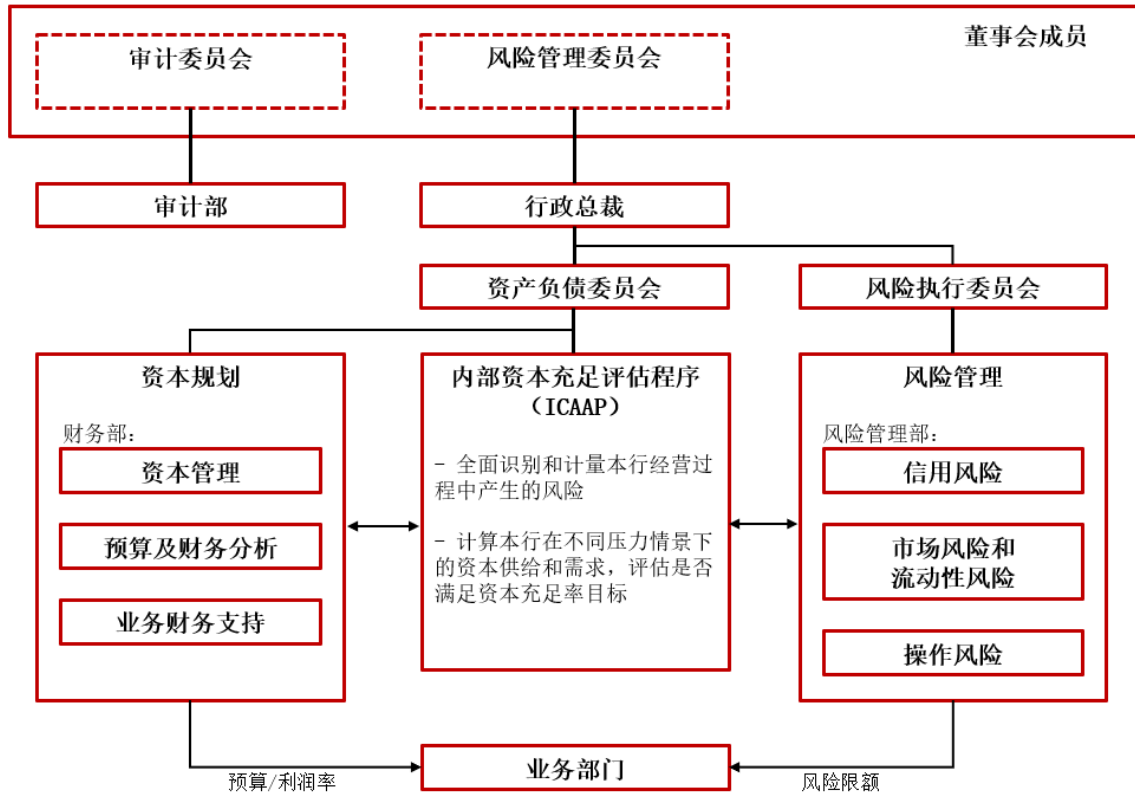 董事会成员
审计委员会
风险管理委员会
审计部
行政总裁
资产负债委员会
风险执行委员会
资本规划
财务部：
资本管理
预算及财务分析
业务财务支持
内部资本充足评估程序
（ICAAP）
- 全面识别和计量本行经营过
程中产生的风险
- 计算本行在不同压力情景下
的资本供给和需求，评估是否
满足资本充足率目标
风险管理
风险管理部：
信用风险
市场风险和
流动性风险
操作风险
预算/利润率
业务部门
风险限额